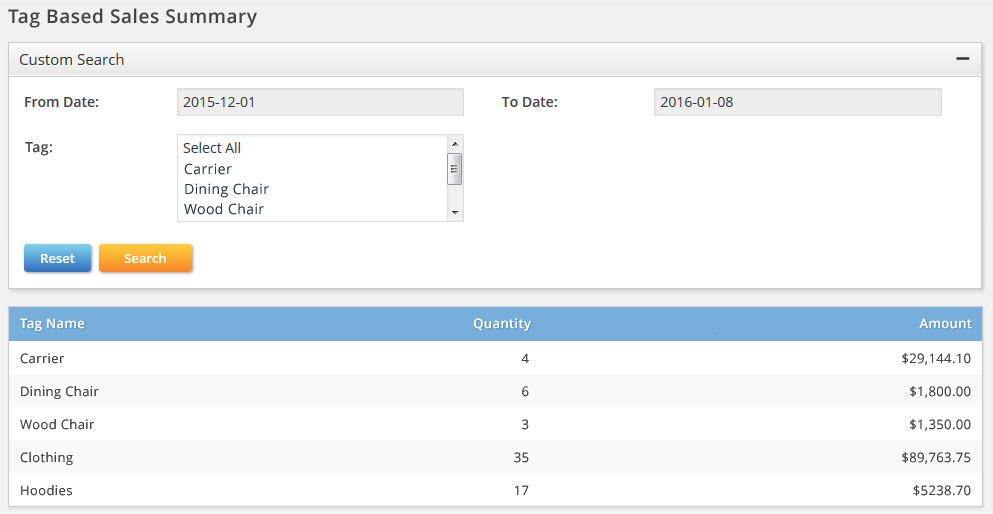 Tag Based Sales Summary
Custom Search
From Date: 2015-12-01 To Date: 2016-01-08
Tag: Select All
Carrier
Dining Chair
Wood Chair
Reset Search
Tag Name Quantity Amount
Carrier 4 $29,144.10
Dining Chair 6 $1,800.00
Wood Chair 3 $1,350.00
Clothing 35 $89,763.75
Hoodies 17 $5238.70